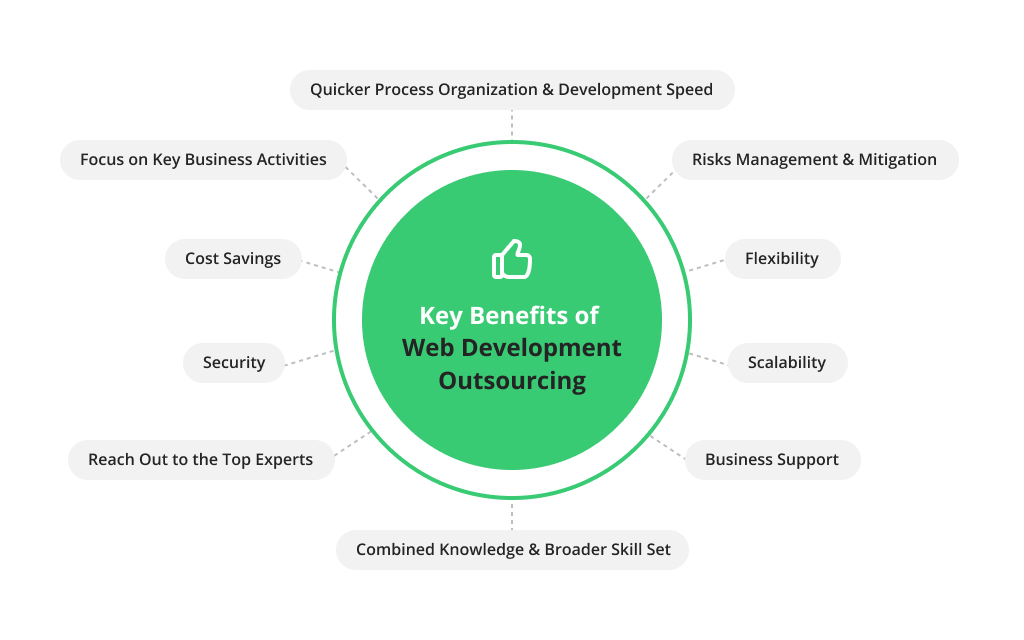 Quicker Process Organization & Development Speed
Focus on Key Business Activities
Risks Management & Mitigation
Cost Savings
Flexibility
Key Benefits of
Web Development
Outsourcing
Security
Scalability
Reach Out to the Top Experts
Business Support
Combined Knowledge & Broader Skill Set